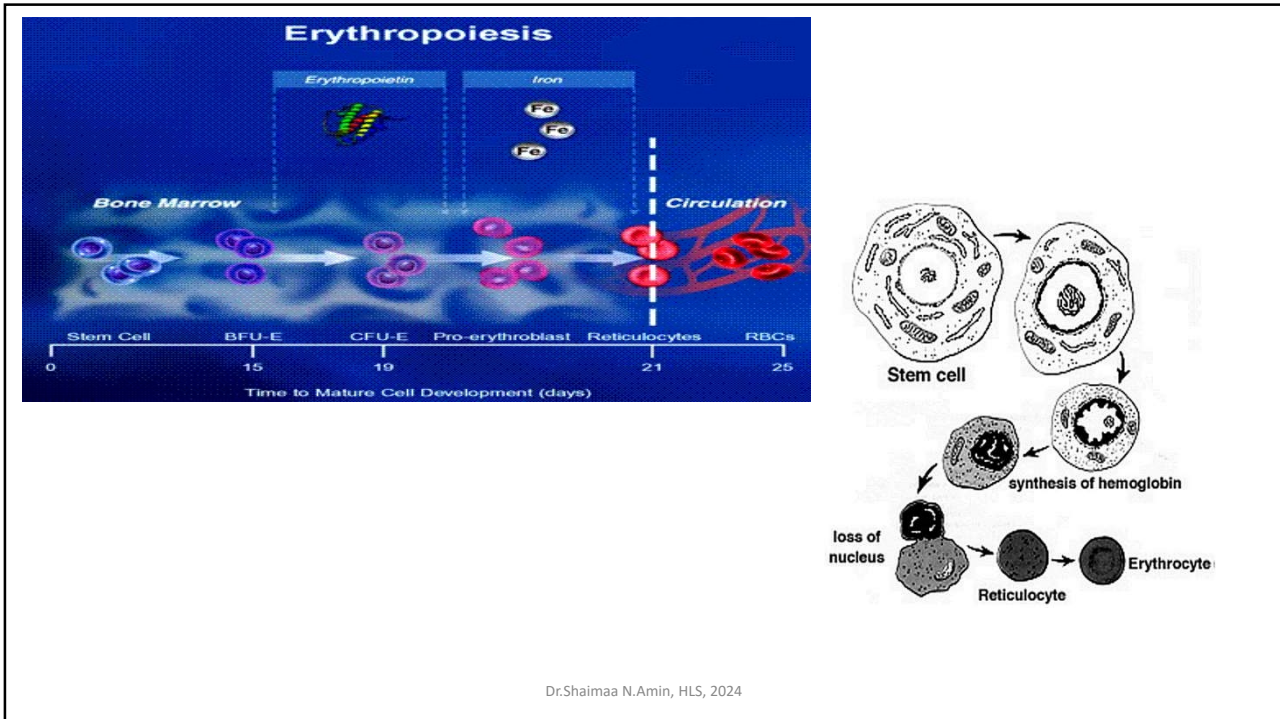 Erythropoiesis
Erythropoietin
Iron
Fe
Fe
Fe
Bone Marrow
Circulation
Stem Cell BFU-E CFU-E Pro-erythroblast Reticulocytes RBCs
0 15 19 21 25
Time to Mature Cell Development (days)
Stem cell
synthesis of hemoglobin
loss of
nucleus
Reticulocyte
Erythrocyte
Dr.Shaimaa N.Amin, HLS, 2024